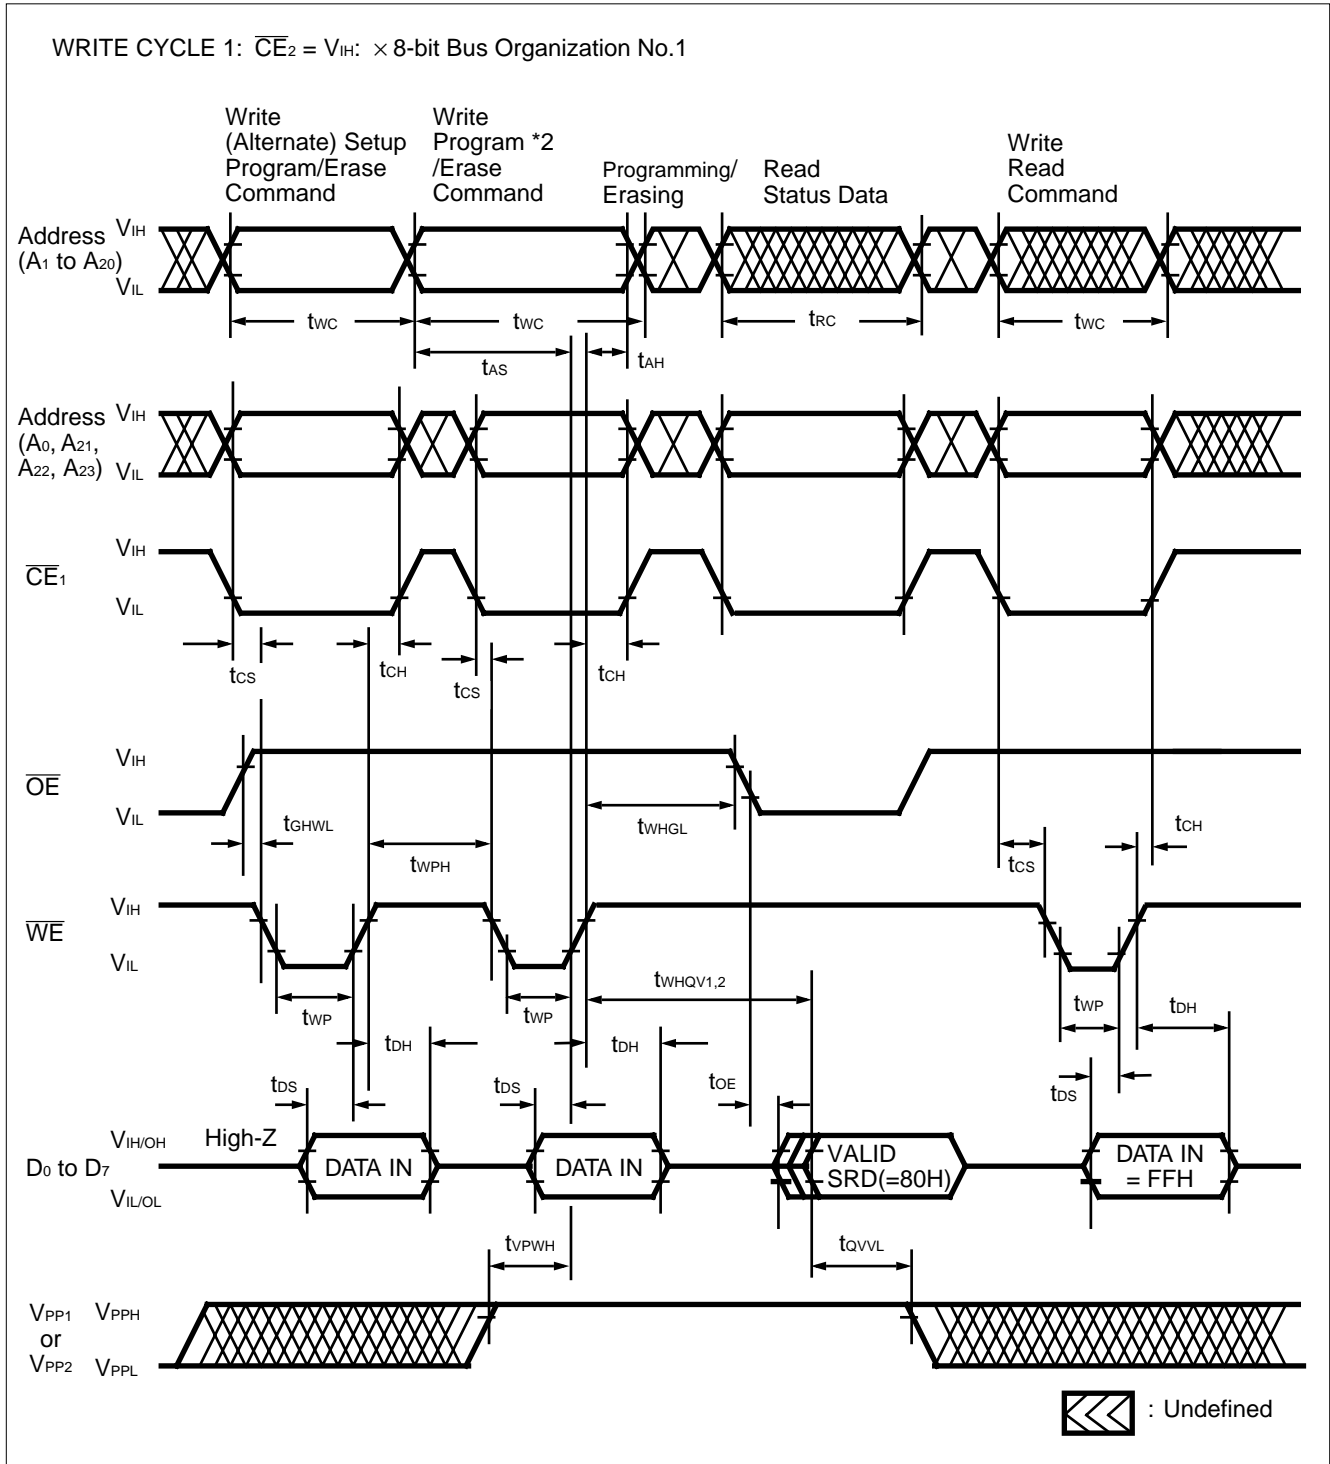 WRITE CYCLE 1: CE2 = VIH: × 8-bit Bus Organization No.1
Write
(Alternate) Setup
Program/Erase
Command
Write
Program *2
/Erase
Command
Programming/
Erasing
Read
Status Data
Write
Read
Command
Address
(A1 to A20)
VIH
VIL
tWC
tWC
tRC
tWC
tAS
tAH
Address
(A0, A21,
A22, A23)
VIH
VIL
CE1
VIH
VIL
tCS
tCH
tCS
tCH
OE
VIH
VIL
tGHWL
tWPH
tWHGL
tCS
tCH
WE
VIH
VIL
tWP
tWP
tWHQV1,2
tWP
tDH
tDH
tDH
tDS
tDS
tOE
tDS
D0 to D7
VIH/OH
VIL/OL
High-Z
DATA IN
DATA IN
VALID
SRD(=80H)
DATA IN
= FFH
tVPWH
tQVVL
VPP1
or
VPP2
VPPH
VPPL
: Undefined